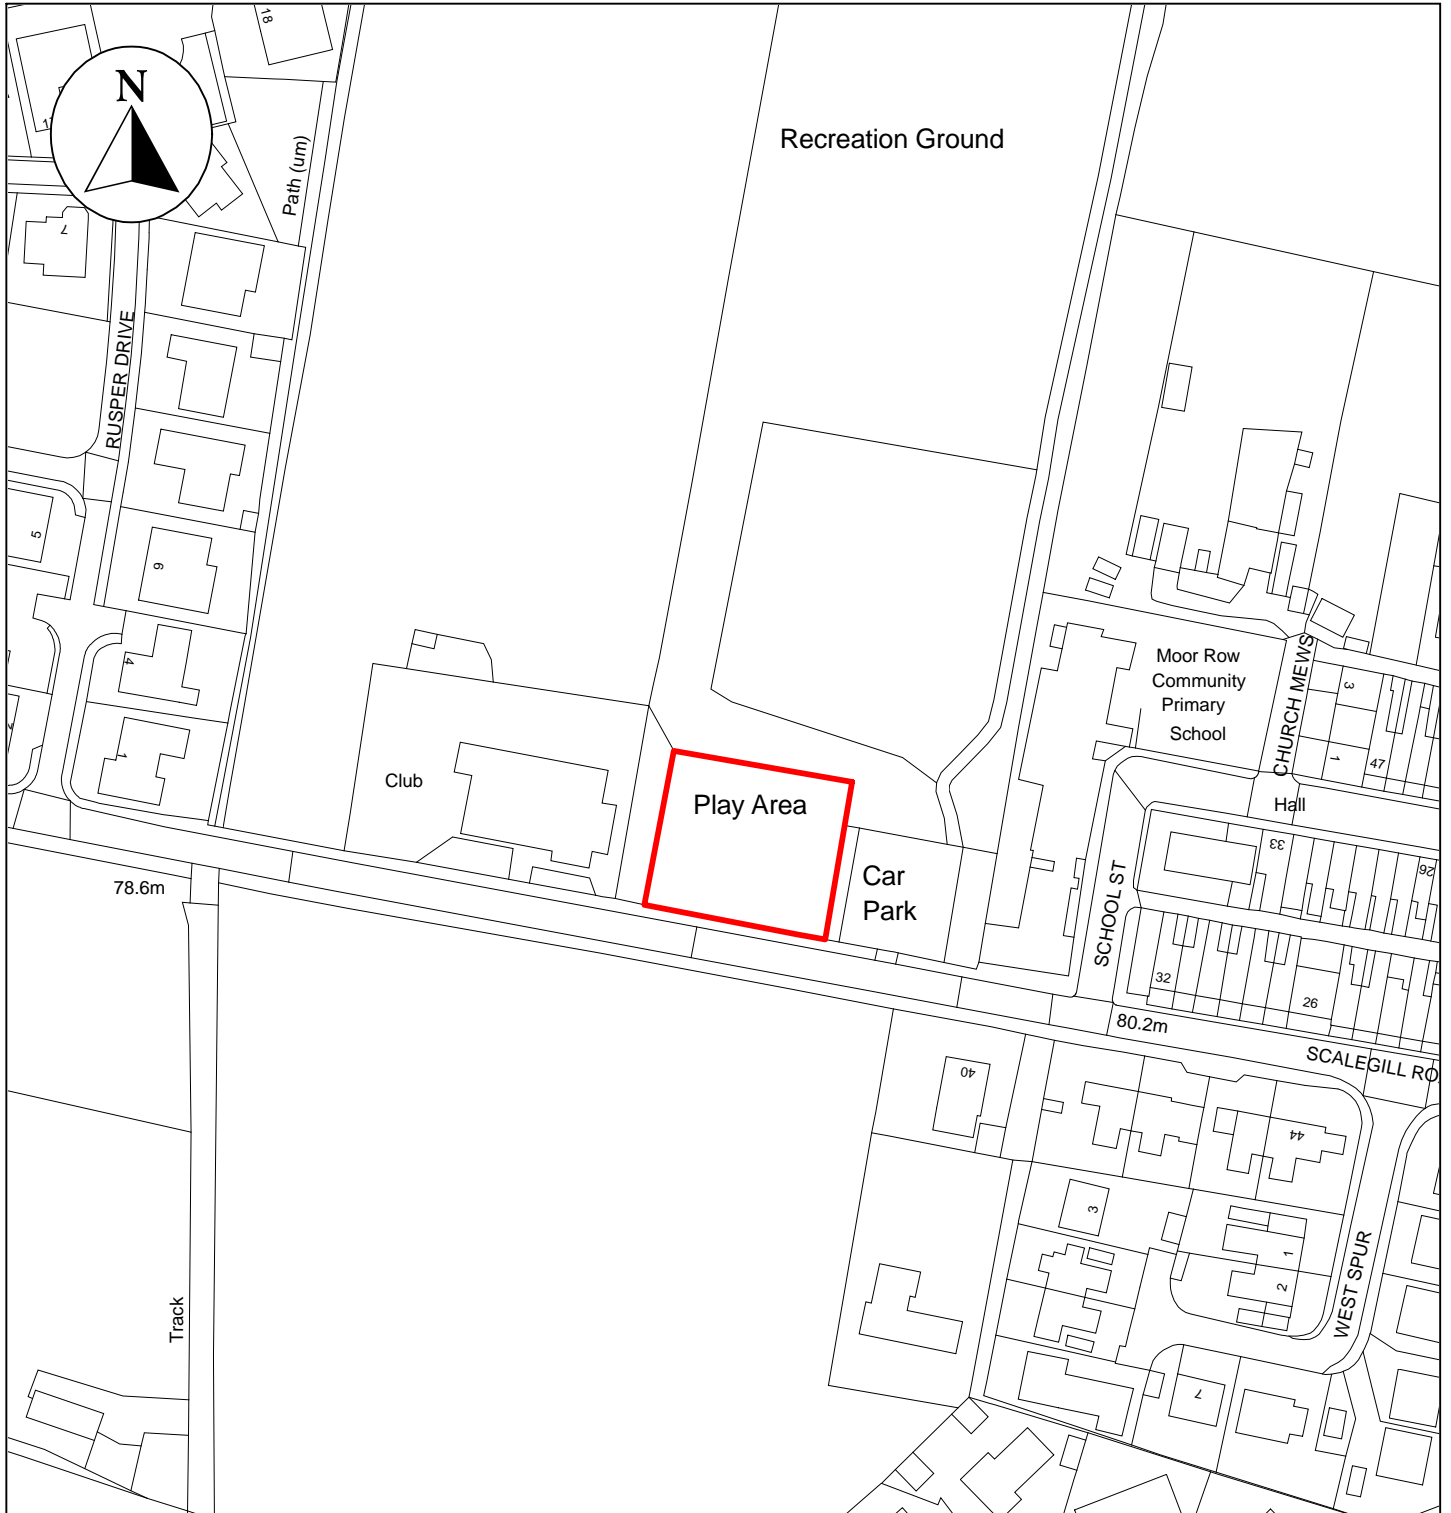 18
N
Recreation Ground
Path (um)
7
RUSPER DRIVE
5
6
4
1
Club
Play Area
Car
Park
Moor Row
Community
Primary
School
CHURCH MEWS
3
1
47
Hall
33
26
SCHOOL ST
32
26
78.6m
80.2m
SCALEGILL RO
40
44
3
1
2
WEST SPUR
7
Track